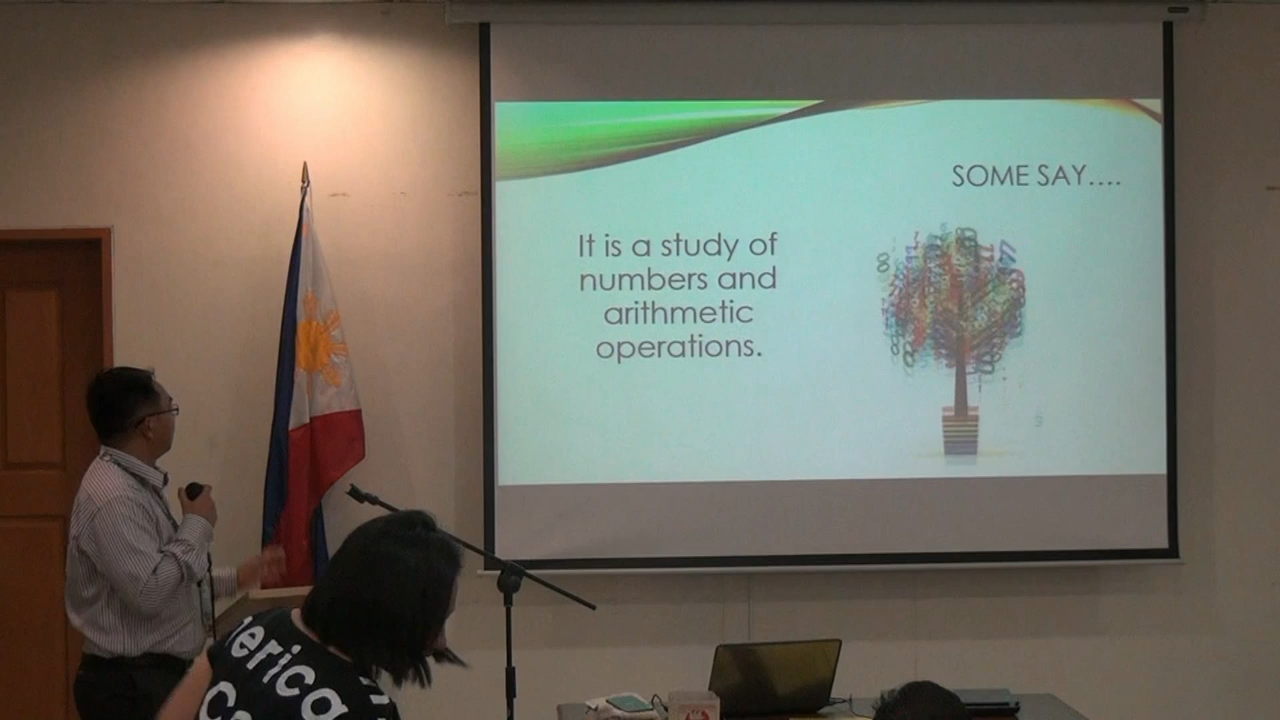 SOME SAY....
It is a study of
numbers and
arithmetic
operations.
erica